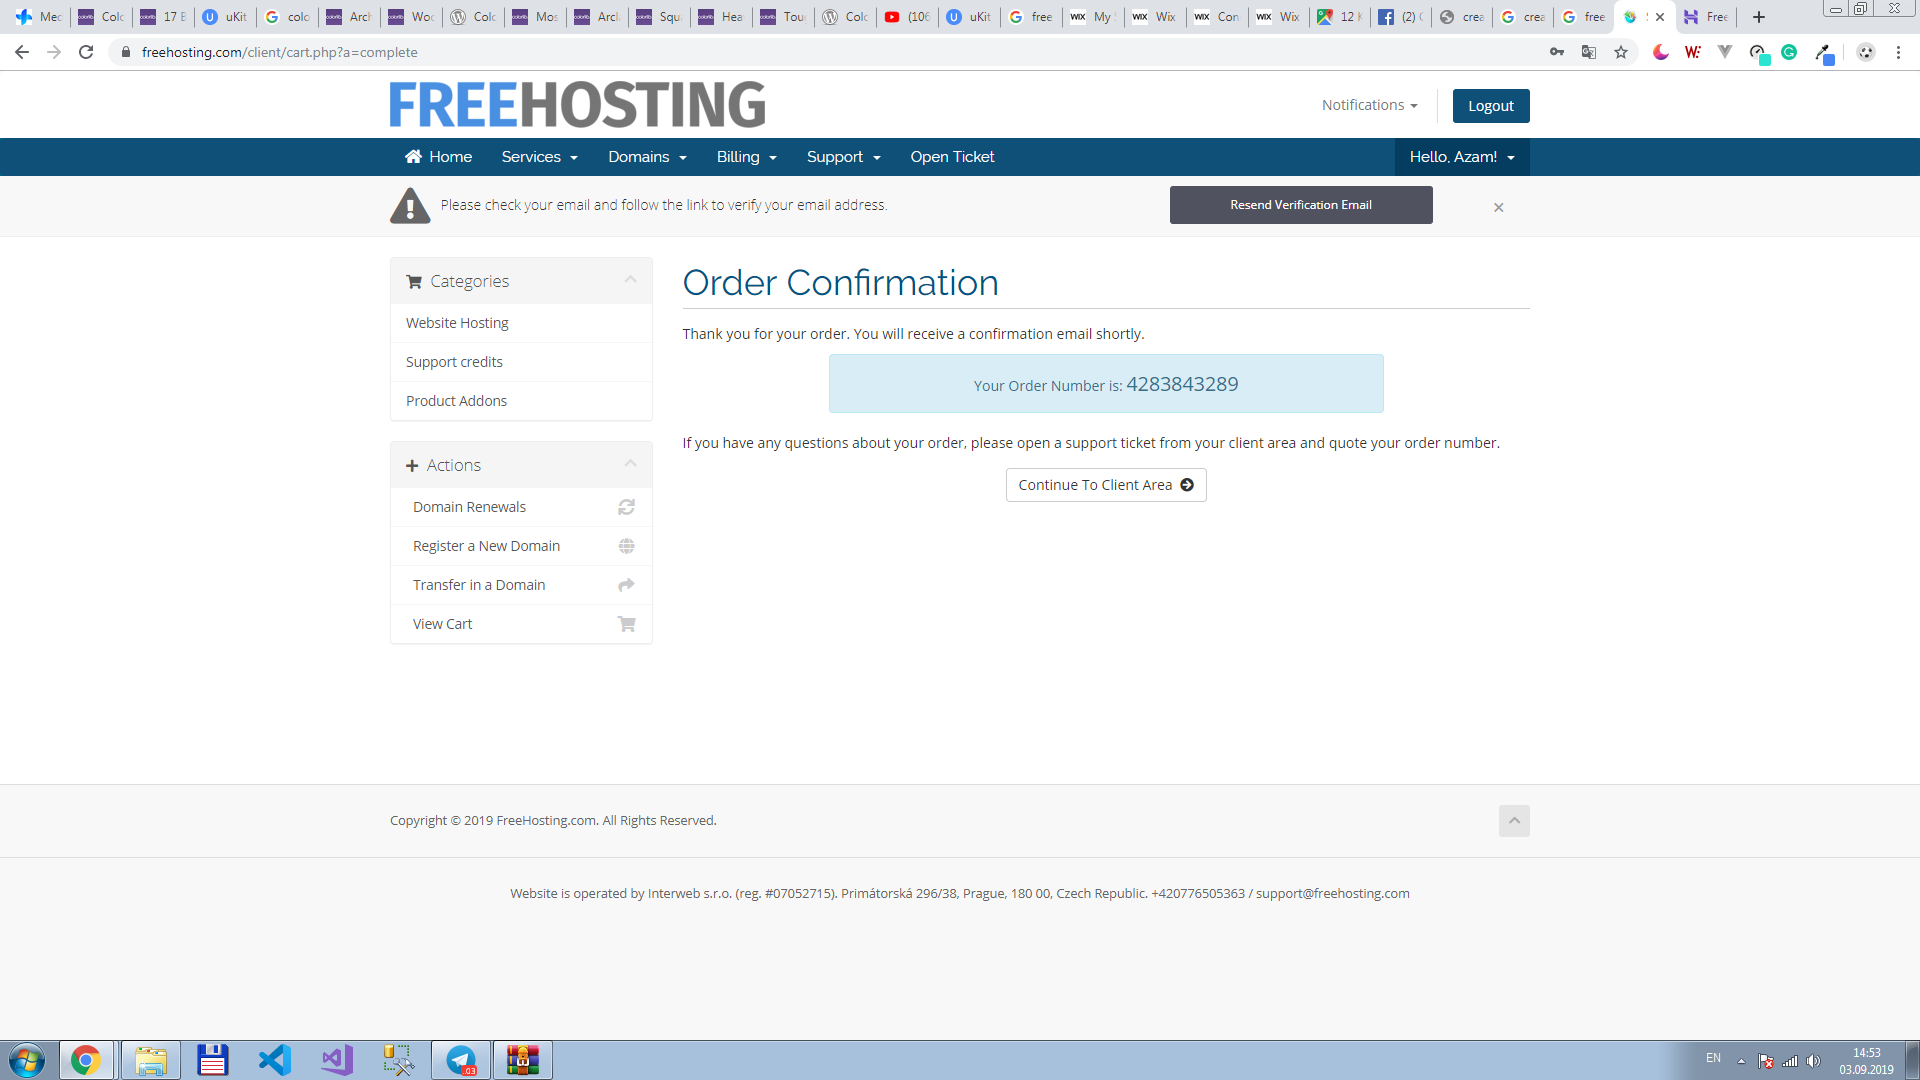 Med
Colo
17 B
uKit
colo
Arch
Woo
Colo
Mos
Arcl
Squ
Hea
Tou
Colo
(106
uKit
free
My
Wix
Con
Wix
12 K
(2)
crea
crea
free
Free
freehosting.com/client/cart.php?a=complete
FREEHOSTING
Notifications
Logout
Home
Services
Domains
Billing
Support
Open Ticket
Hello, Azam!
Please check your email and follow the link to verify your email address.
Resend Verification Email
Categories
Website Hosting
Support credits
Product Addons
Actions
Domain Renewals
Register a New Domain
Transfer in a Domain
View Cart
Order Confirmation
Thank you for your order. You will receive a confirmation email shortly.
Your Order Number is: 4283843289
If you have any questions about your order, please open a support ticket from your client area and quote your order number.
Continue To Client Area
Copyright © 2019 FreeHosting.com. All Rights Reserved.
Website is operated by Interweb s.r.o. (reg. #07052715). Primátorská 296/38, Prague, 180 00, Czech Republic. +420776505363 / support@freehosting.com
.03
EN
14:53
03.09.2019